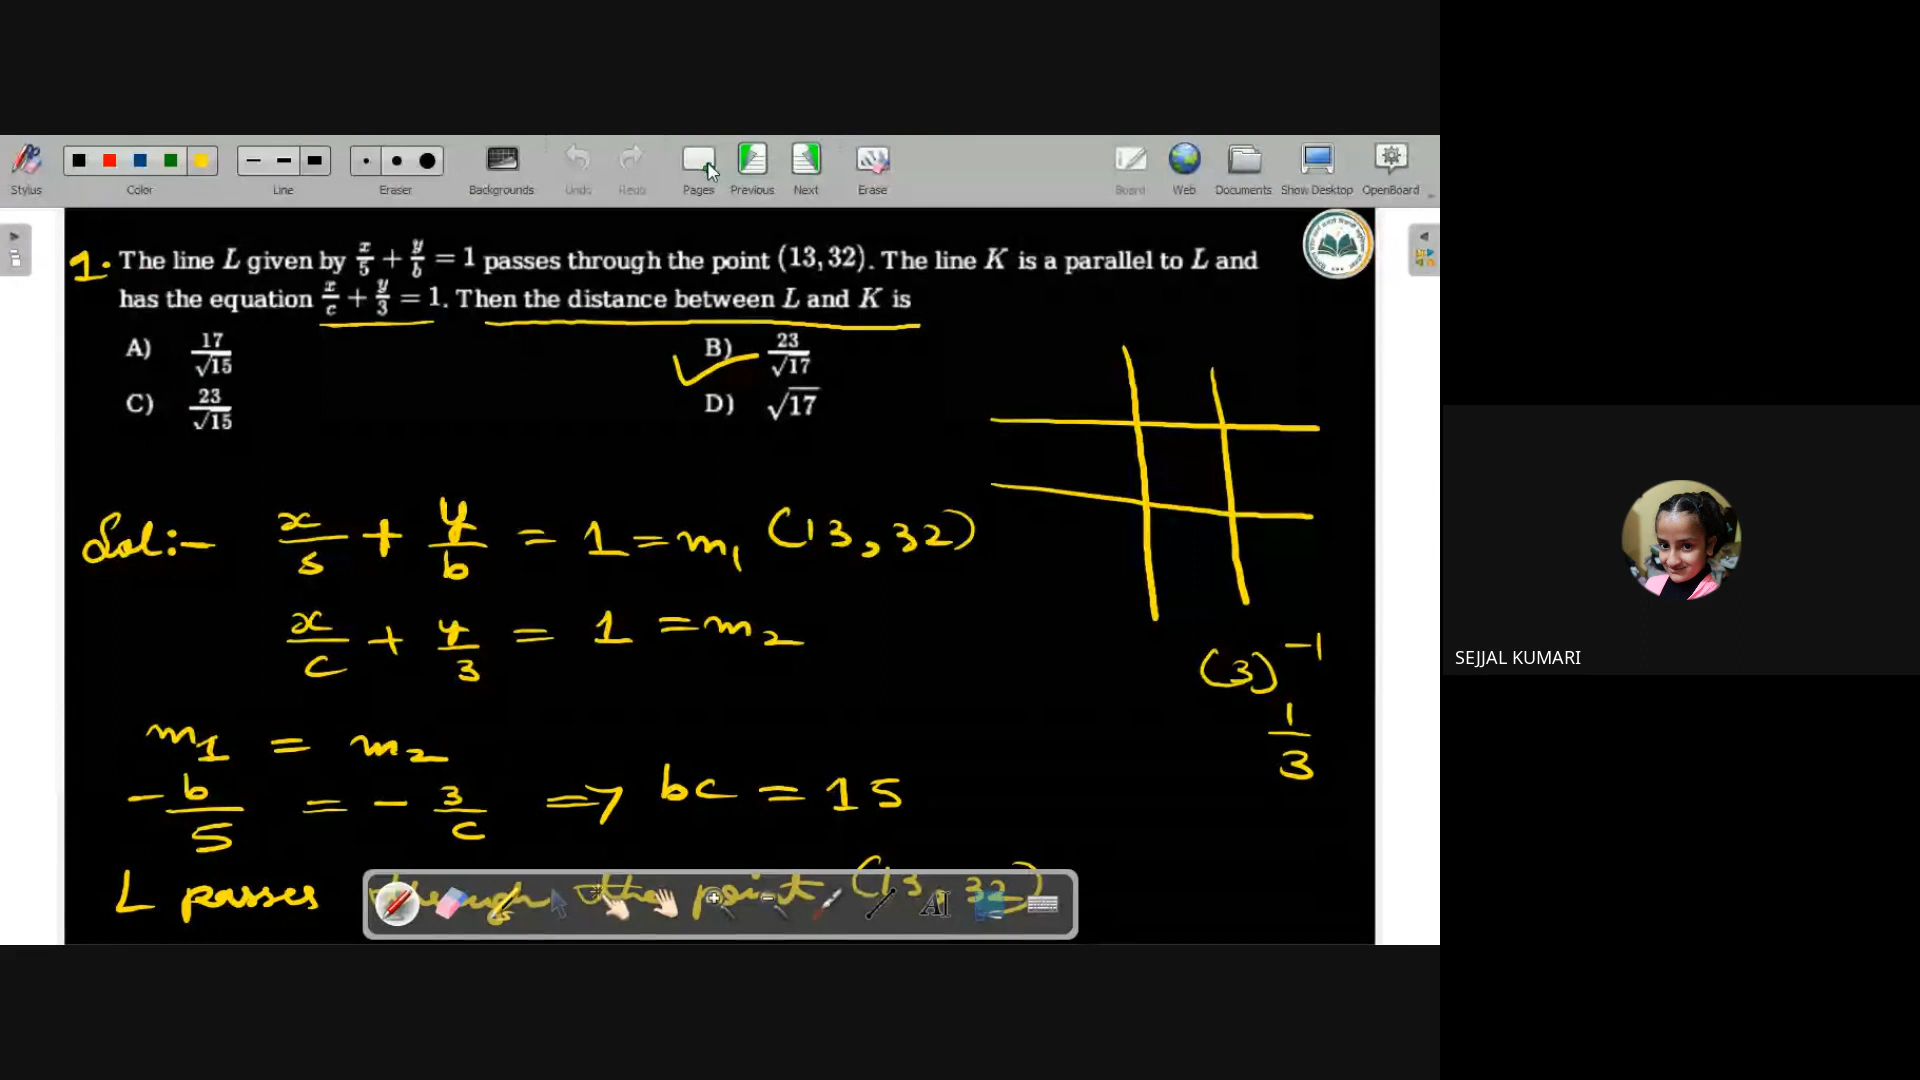 Stylus
Color
Line
Eraser
Backgrounds
Undo
Redo
Pages
Previous
Next
Erase
Board
Web
Documents
Show Desktop
OpenBoard
1. The line L given by x/5 + y/b = 1 passes through the point (13, 32). The line K is a parallel to L and
has the equation x/c + y/3 = 1. Then the distance between L and K is
A) 17/√15
B) 23/√17
C) 23/√15
D) √17
Sol:- x/5 + y/b = 1 = m₁ (13, 32)
x/c + y/3 = 1 = m₂
(3)⁻¹
1/3
m₁ = m₂
-b/5 = -3/c => bc = 15
L passes through the point (13, 32)
SEJJAL KUMARI